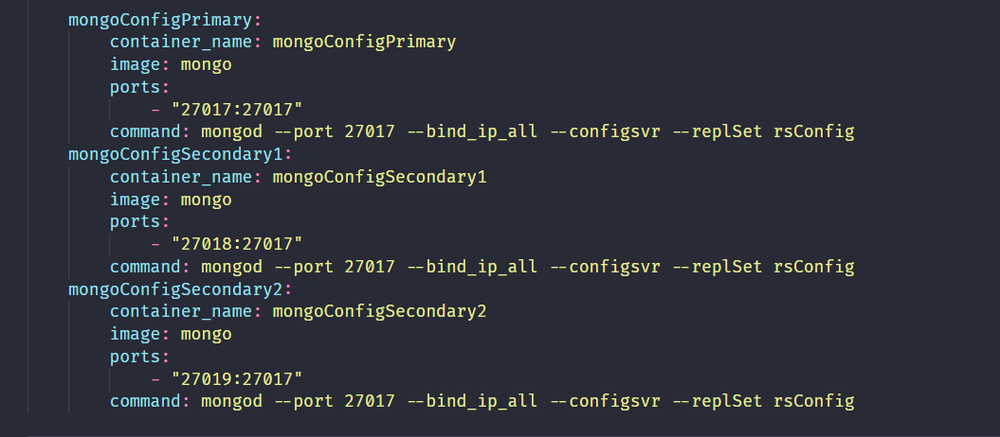 mongoConfigPrimary:
container_name: mongoConfigPrimary
image: mongo
ports:
- "27017:27017"
command: mongod --port 27017 --bind_ip_all --configsvr --replSet rsConfig
mongoConfigSecondary1:
container_name: mongoConfigSecondary1
image: mongo
ports:
- "27018:27017"
command: mongod --port 27017 --bind_ip_all --configsvr --replSet rsConfig
mongoConfigSecondary2:
container_name: mongoConfigSecondary2
image: mongo
ports:
- "27019:27017"
command: mongod --port 27017 --bind_ip_all --configsvr --replSet rsConfig